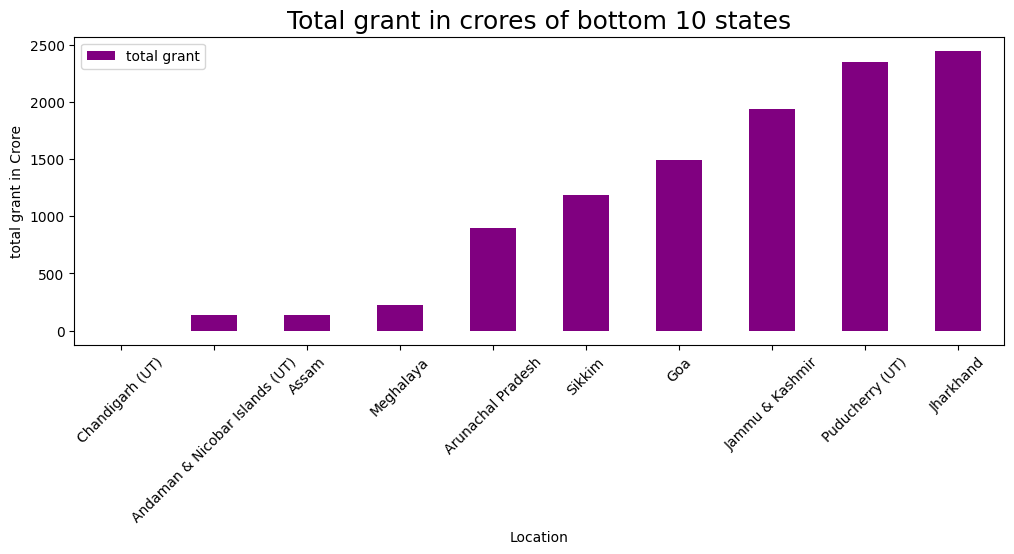 Total grant in crores of bottom 10 states
total grant
total grant in Crore
2500
2000
1500
1000
500
0
Chandigarh (UT)
Andaman & Nicobar Islands (UT)
Assam
Meghalaya
Arunachal Pradesh
Sikkim
Goa
Jammu & Kashmir
Puducherry (UT)
Jharkhand
Location